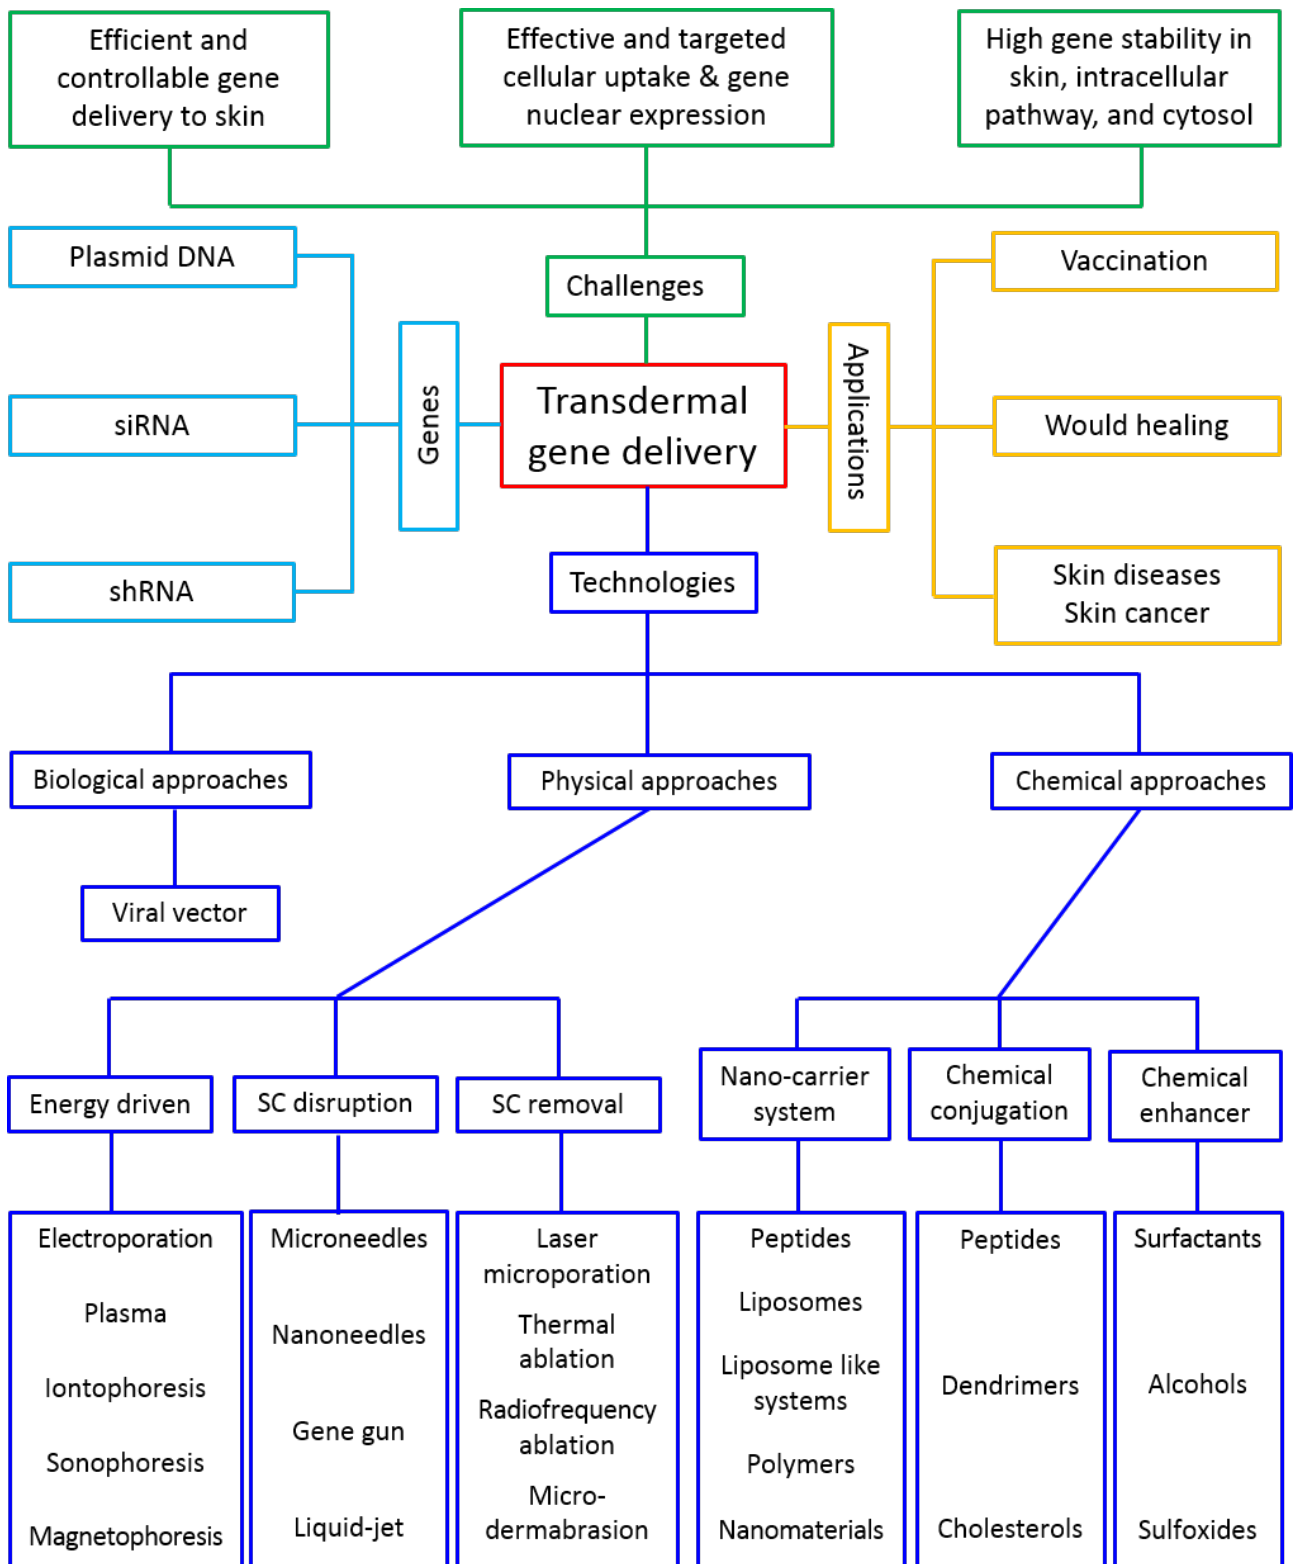 Efficient and
controllable gene
delivery to skin
Effective and targeted
cellular uptake & gene
nuclear expression
High gene stability in
skin, intracellular
pathway, and cytosol
Plasmid DNA
siRNA
shRNA
Genes
Challenges
Transdermal
gene delivery
Applications
Vaccination
Would healing
Skin diseases
Skin cancer
Technologies
Biological approaches
Physical approaches
Chemical approaches
Viral vector
Energy driven
SC disruption
SC removal
Nano-carrier
system
Chemical
conjugation
Chemical
enhancer
Electroporation
Plasma
Iontophoresis
Sonophoresis
Magnetophoresis
Microneedles
Nanoneedles
Gene gun
Liquid-jet
Laser
microporation
Thermal
ablation
Radiofrequency
ablation
Micro-
dermabrasion
Peptides
Liposomes
Liposome like
systems
Polymers
Nanomaterials
Peptides
Dendrimers
Cholesterols
Surfactants
Alcohols
Sulfoxides